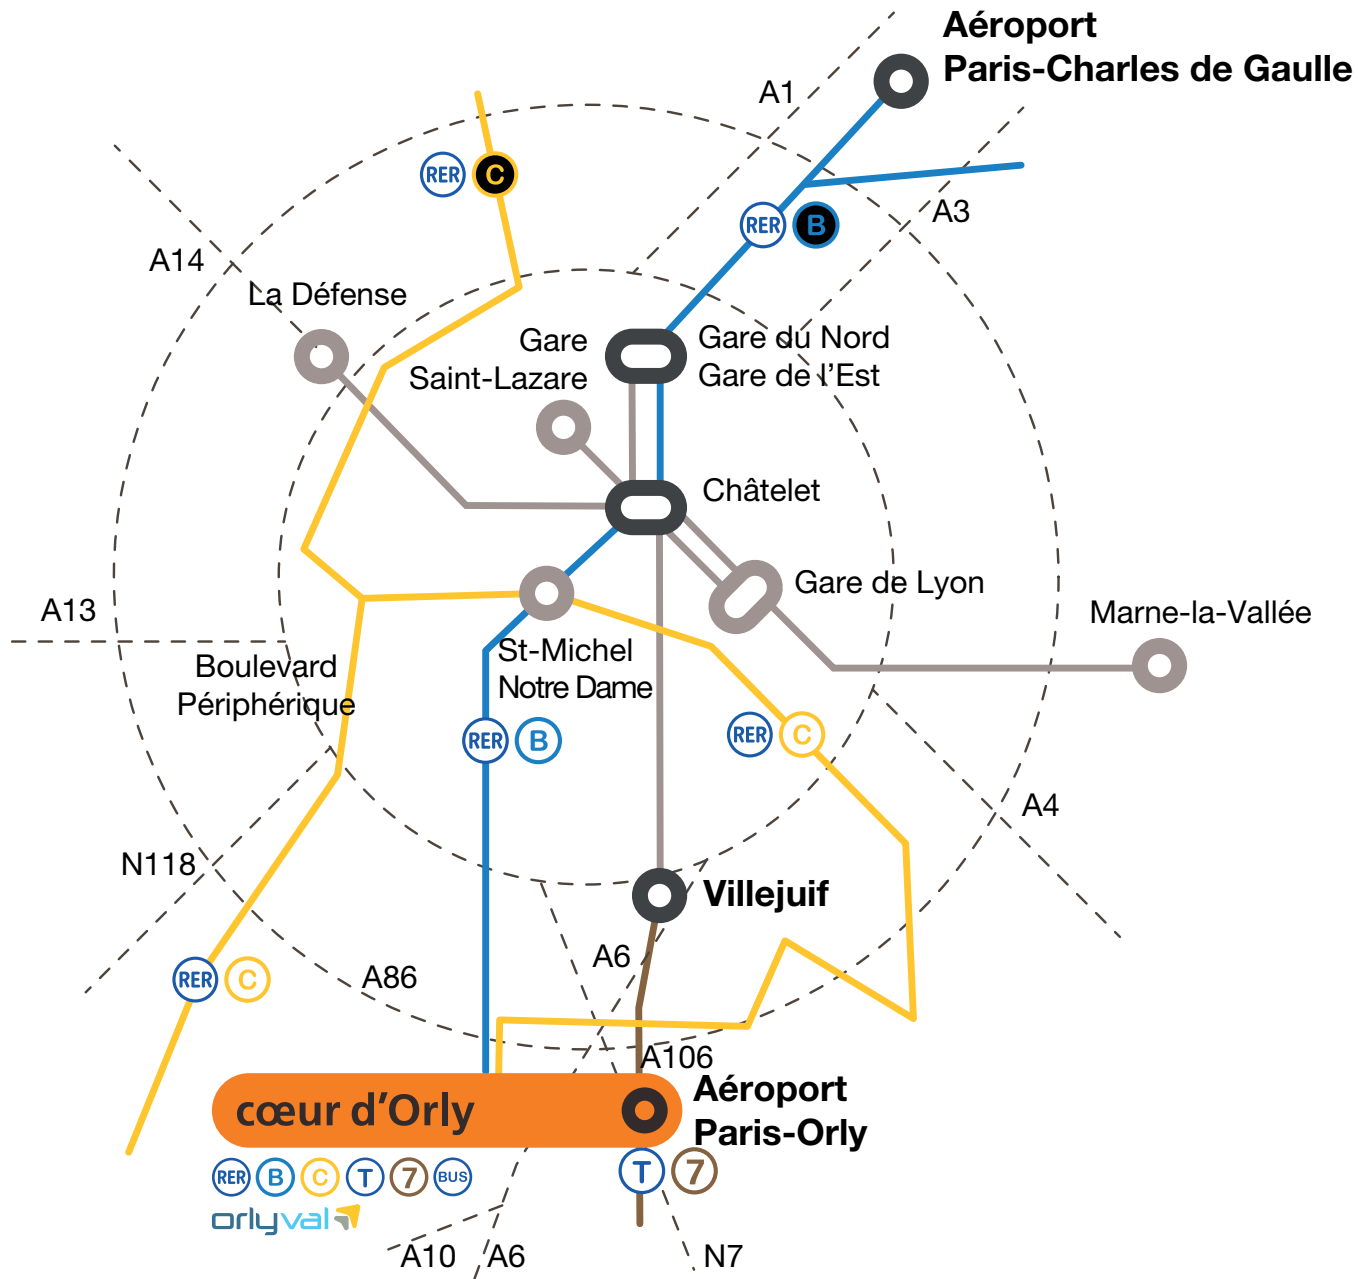 Aéroport
Paris-Charles de Gaulle
A1
RER C
A3
RER B
A14
La Défense
Gare
Saint-Lazare
Gare du Nord
Gare de l'Est
Châtelet
Gare de Lyon
A13
Marne-la-Vallée
Boulevard
Périphérique
St-Michel
Notre Dame
RER B
RER C
A4
N118
Villejuif
A6
RER C
A86
A106
cœur d'Orly
Aéroport
Paris-Orly
RER B C T 7 BUS
T 7
orlyval
A10
A6
N7